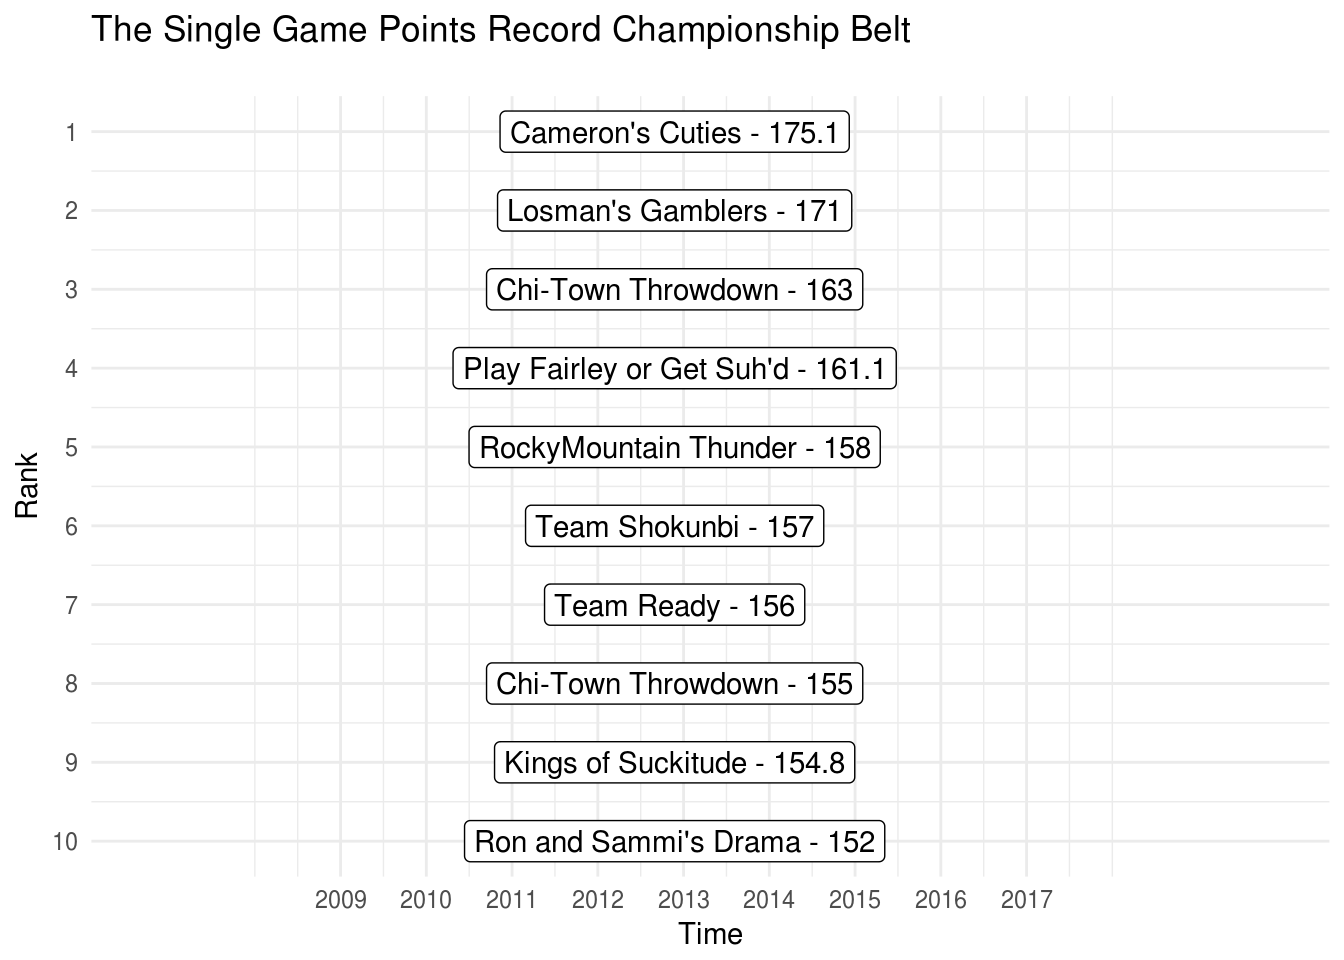 The Single Game Points Record Championship Belt
1
Cameron's Cuties - 175.1
2
Losman's Gamblers - 171
3
Chi-Town Throwdown - 163
4
Play Fairley or Get Suh'd - 161.1
5
RockyMountain Thunder - 158
Rank
6
Team Shokunbi - 157
7
Team Ready - 156
8
Chi-Town Throwdown - 155
9
Kings of Suckitude - 154.8
10
Ron and Sammi's Drama - 152
2009 2010 2011 2012 2013 2014 2015 2016 2017
Time